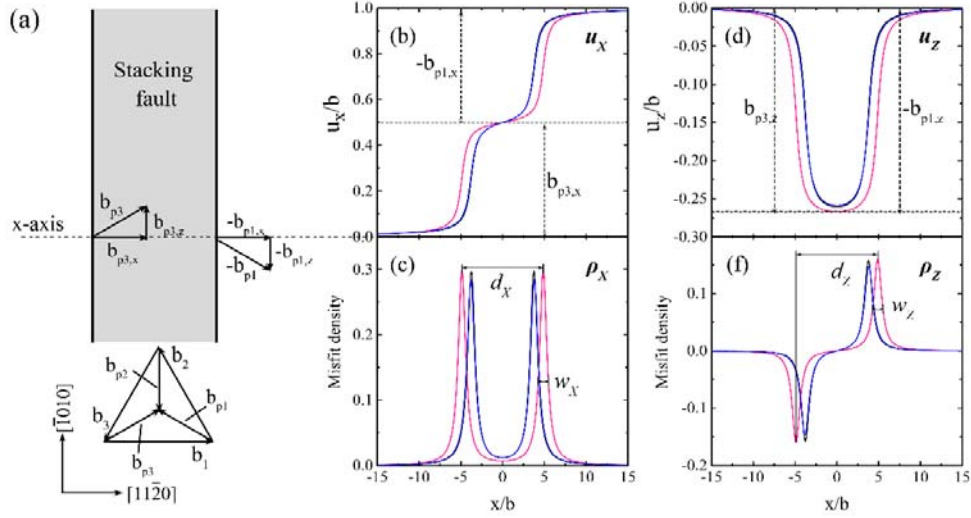 (a)
Stacking
fault
b_p3
x-axis
b_p3,z
b_p3,x
-b_p1,x
-b_p1
-b_p1,z
b_2
b_p2
b_3
b_p1
b_p3
b_1
[1̄010]
[112̄0]
(b)
u_X
-b_p1,x
b_p3,x
u_x/b
1.0
0.8
0.6
0.4
0.2
0.0
(c)
ρ_X
d_X
w_X
Misfit density
0.3
0.2
0.1
0.0
-15 -10 -5 0 5 10 15
x/b
(d)
u_Z
b_p3,z
-b_p1,z
u_z/b
0.00
-0.05
-0.10
-0.15
-0.20
-0.25
-0.30
(f)
ρ_Z
d_Z
w_Z
Misfit density
0.2
0.1
0.0
-0.1
-0.2
-15 -10 -5 0 5 10 15
x/b